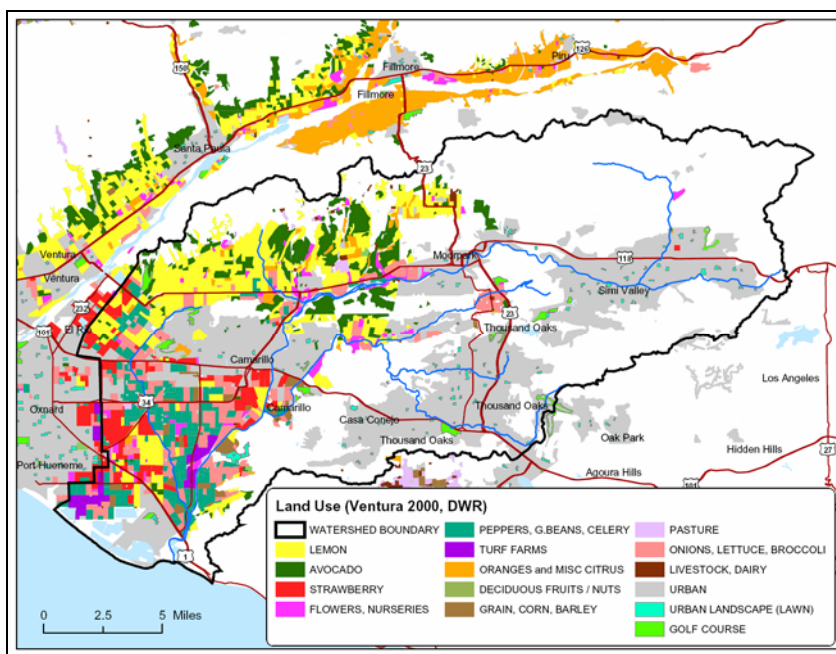 126
150
Piru
Fillmore
Fillmore
Santa Paula
23
Ventura
Ventura
Moorpark
118
Simi Valley
232
101
El Rio
23
Thousand Oaks
Camarillo
Los Angeles
34
Oxnard
Camarillo
Casa Conejo
Thousand Oaks
Thousand Oaks
Oak Park
Hidden Hills
27
Port Hueneme
Agoura Hills
101
1
Land Use (Ventura 2000, DWR)
WATERSHED BOUNDARY
LEMON
AVOCADO
STRAWBERRY
FLOWERS, NURSERIES
PEPPERS, G.BEANS, CELERY
TURF FARMS
ORANGES and MISC CITRUS
DECIDUOUS FRUITS / NUTS
GRAIN, CORN, BARLEY
PASTURE
ONIONS, LETTUCE, BROCCOLI
LIVESTOCK, DAIRY
URBAN
URBAN LANDSCAPE (LAWN)
GOLF COURSE
0 2.5 5 Miles